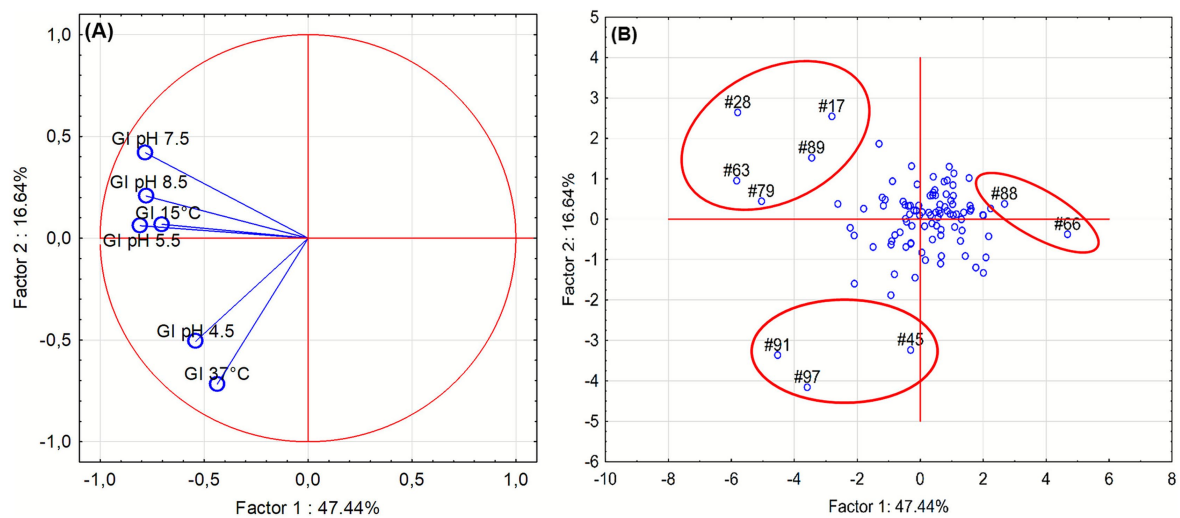 (A)
1,0
0,5
0,0
-0,5
-1,0
GI pH 7.5
GI pH 8.5
GI 15°C
GI pH 5.5
GI pH 4.5
GI 37°C
-1,0 -0,5 0,0 0,5 1,0
Factor 1 : 47.44%
Factor 2 : 16.64%
(B)
5
4
3
2
1
0
-1
-2
-3
-4
-5
-6
#28
#17
#89
#63
#79
#88
#66
#45
#91
#97
-10 -8 -6 -4 -2 0 2 4 6 8
Factor 1: 47.44%
Factor 2: 16.64%